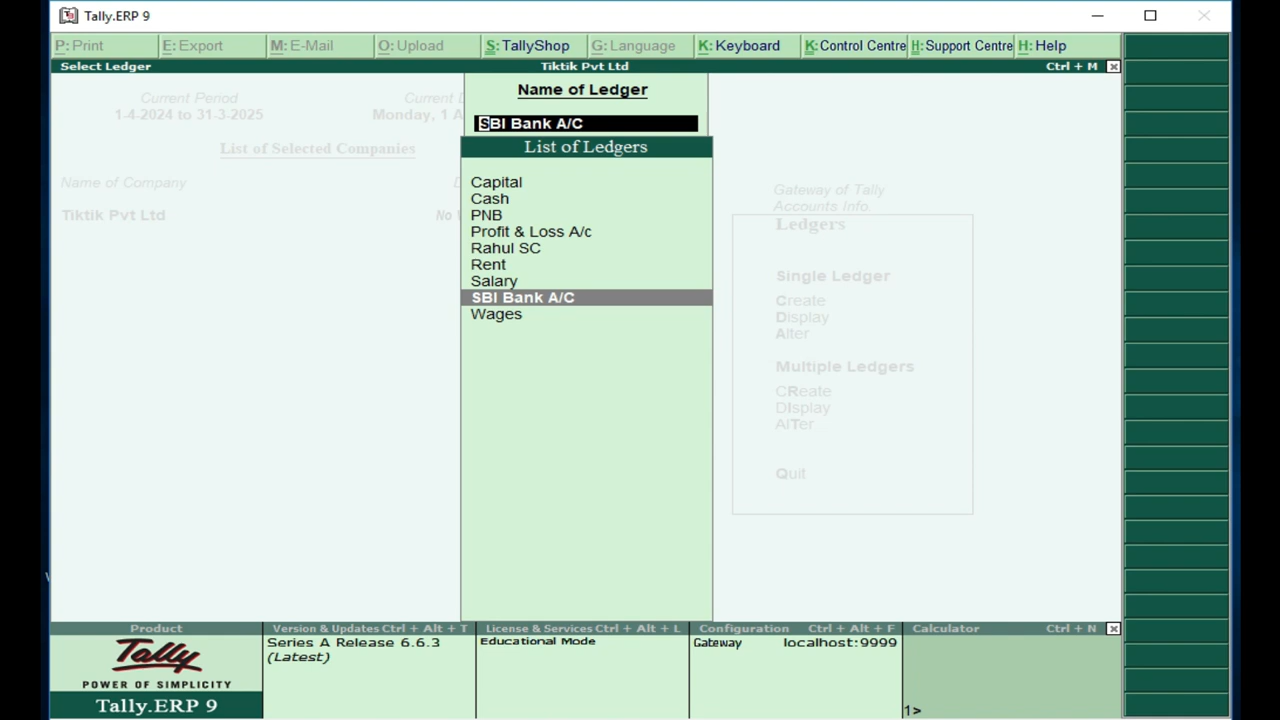 Tally.ERP 9
P: Print E: Export M: E-Mail O: Upload S: TallyShop G: Language K: Keyboard K: Control Centre H: Support Centre H: Help
Select Ledger Tiktik Pvt Ltd Ctrl + M
Name of Ledger
SBI Bank A/C
List of Ledgers
Capital
Cash
PNB
Profit & Loss A/c
Rahul SC
Rent
Salary
SBI Bank A/C
Wages
Current Period
1-4-2024 to 31-3-2025
Monday, 1 A
List of Selected Companies
Name of Company
Tiktik Pvt Ltd No
Gateway of Tally
Accounts Info.
Ledgers
Single Ledger
Create
Display
Alter
Multiple Ledgers
CReate
DIsplay
AlTer
Quit
Product
Tally
POWER OF SIMPLICITY
Tally.ERP 9
Version & Updates Ctrl + Alt + T
Series A Release 6.6.3
(Latest)
License & Services Ctrl + Alt + L
Educational Mode
Configuration Ctrl + Alt + F
Gateway localhost:9999
Calculator Ctrl + N
1>